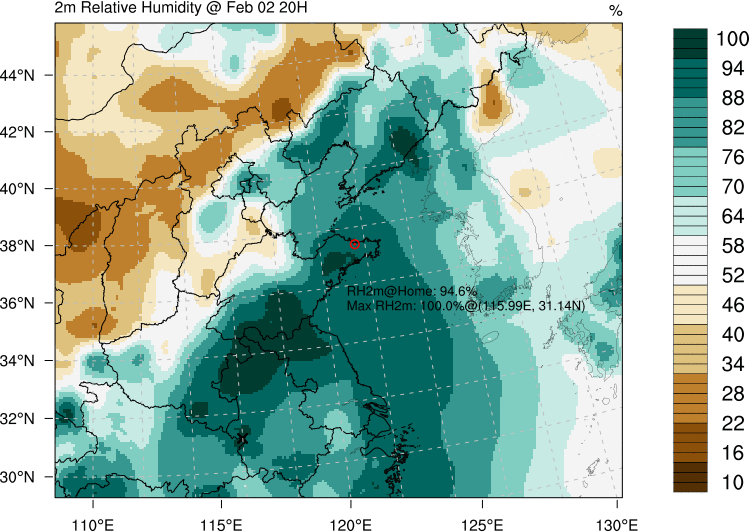 2m Relative Humidity @ Feb 02 20H
%
44°N
42°N
40°N
38°N
36°N
34°N
32°N
30°N
110°E
115°E
120°E
125°E
130°E
RH2m@Home: 94.6%
Max RH2m: 100.0%@(115.99E, 31.14N)
100
94
88
82
76
70
64
58
52
46
40
34
28
22
16
10